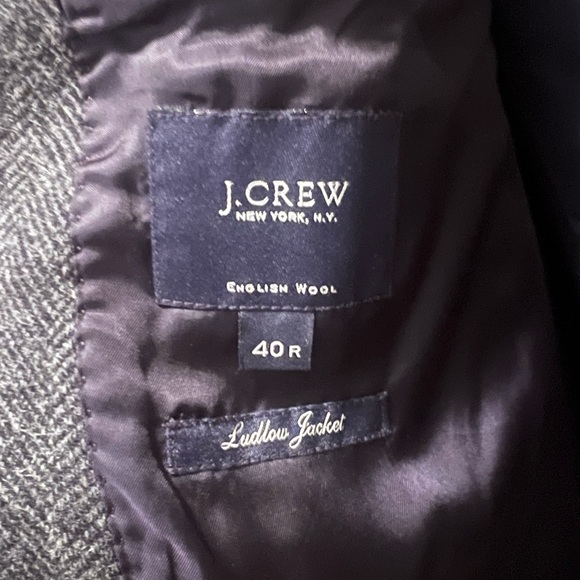 J.CREW
NEW YORK, N.Y.
ENGLISH WOOL
40R
Ludlow Jacket